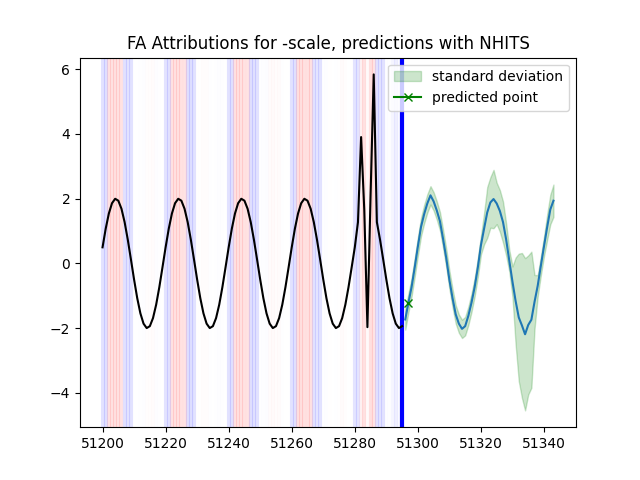 FA Attributions for -scale, predictions with NHITS
standard deviation
predicted point
6
4
2
0
−2
−4
51200 51220 51240 51260 51280 51300 51320 51340